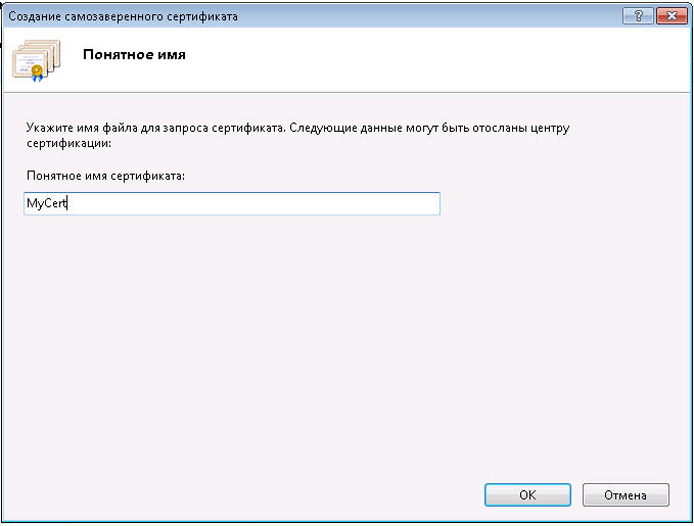 Создание самозаверенного сертификата
?
Понятное имя
Укажите имя файла для запроса сертификата. Следующие данные могут быть отосланы центру
сертификации:
Понятное имя сертификата:
MyCert
OK
Отмена